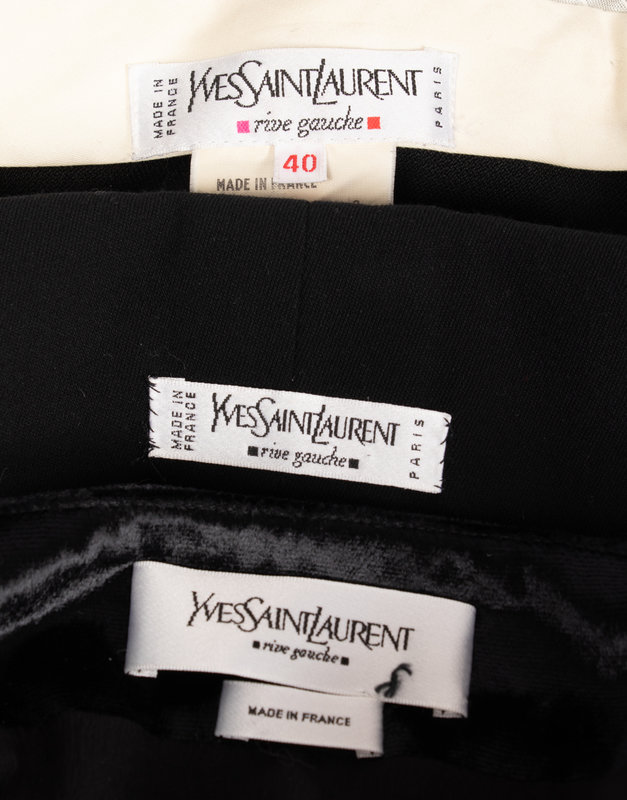 MADE IN
FRANCE
YVESSAINTLAURENT
rive gauche
PARIS
40
MADE IN FRANCE
MADE IN
FRANCE
YVESSAINTLAURENT
rive gauche
PARIS
YVESSAINTLAURENT
rive gauche
MADE IN FRANCE